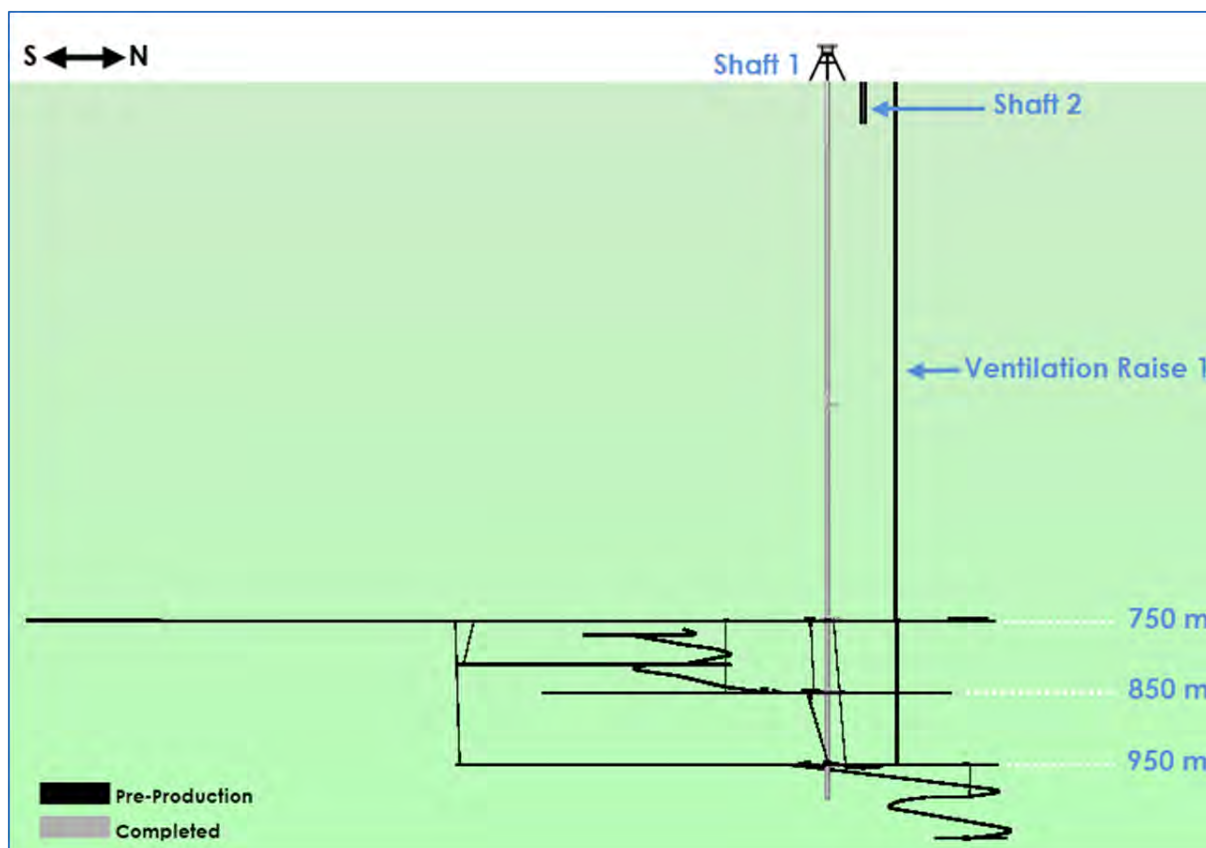 S N
Shaft 1
Shaft 2
Ventilation Raise 1
750 m
850 m
950 m
Pre-Production
Completed